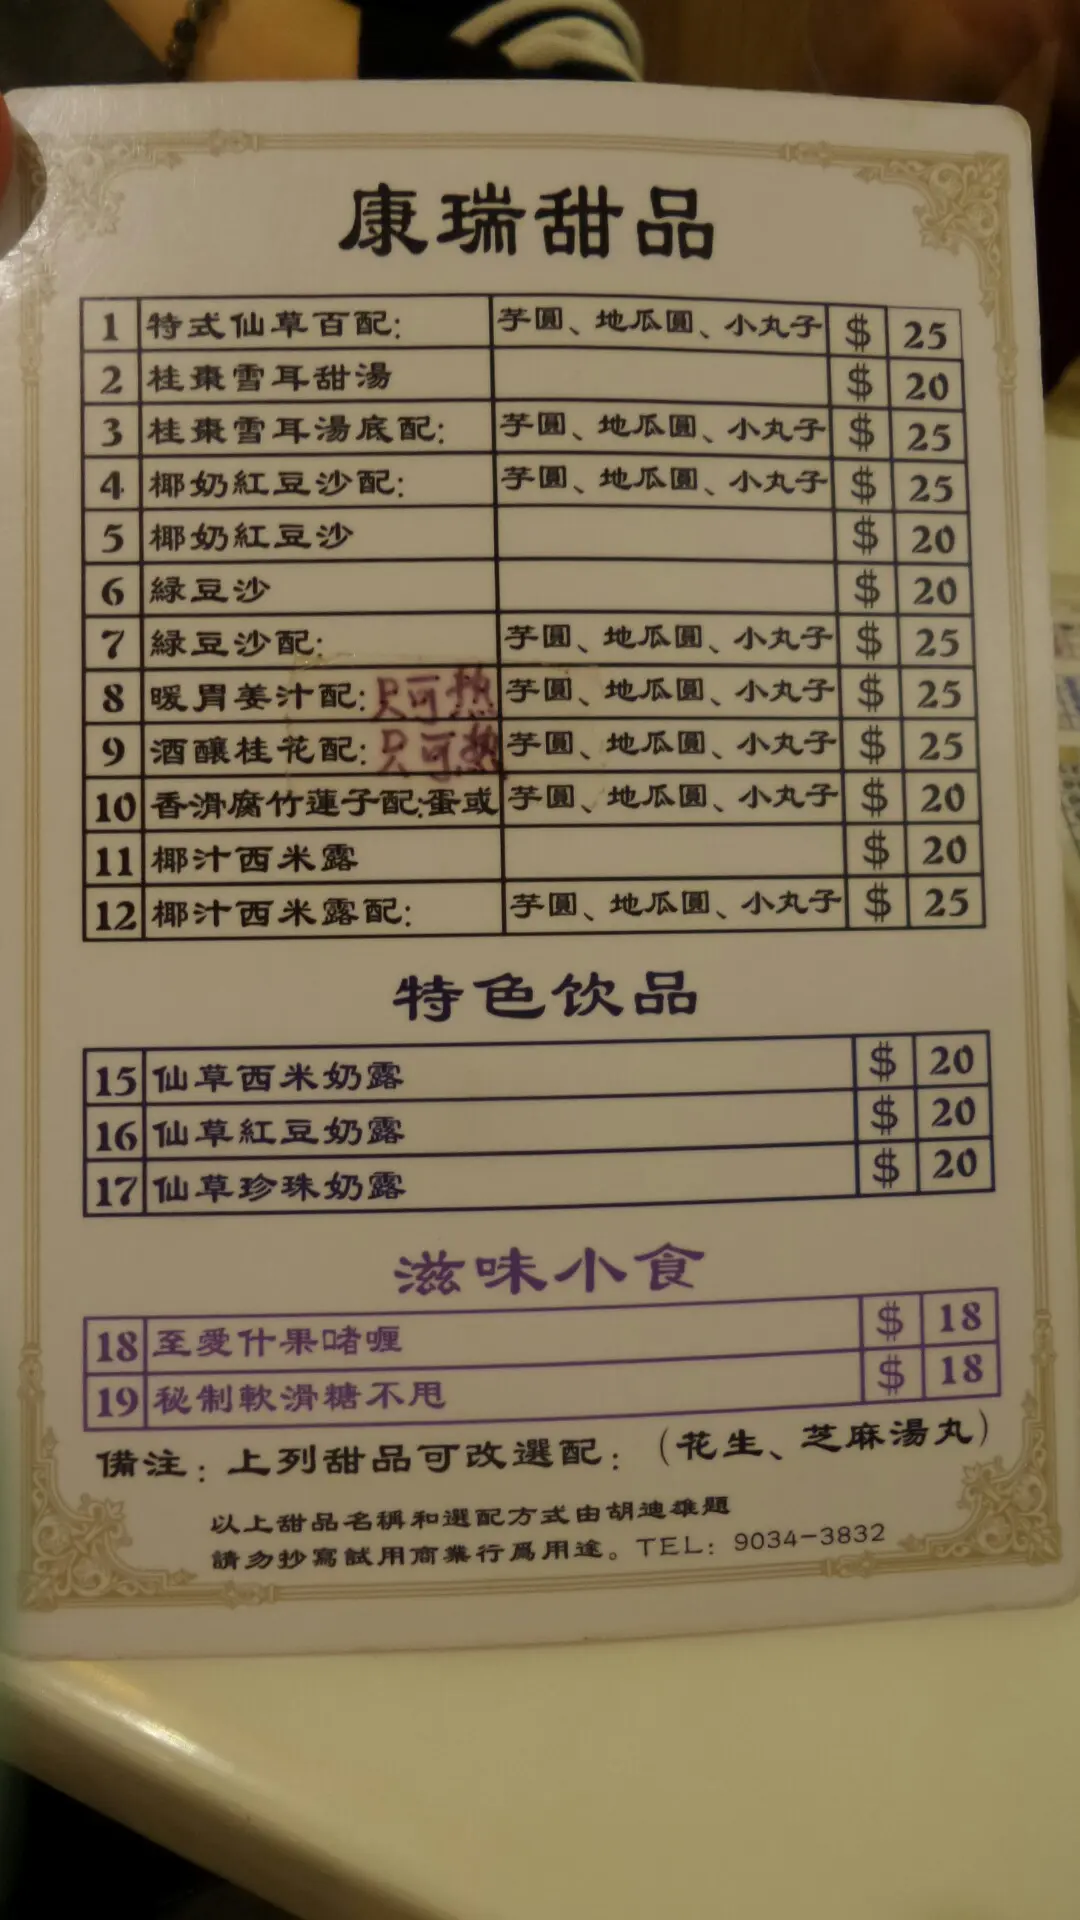 康瑞甜品
1 特式仙草百配: 芋圓、地瓜圓、小丸子 $ 25
2 桂棗雪耳甜湯 $ 20
3 桂棗雪耳湯底配: 芋圓、地瓜圓、小丸子 $ 25
4 椰奶紅豆沙配: 芋圓、地瓜圓、小丸子 $ 25
5 椰奶紅豆沙 $ 20
6 綠豆沙 $ 20
7 綠豆沙配: 芋圓、地瓜圓、小丸子 $ 25
8 暖胃姜汁配: 只可热 芋圓、地瓜圓、小丸子 $ 25
9 酒釀桂花配: 只可热 芋圓、地瓜圓、小丸子 $ 25
10 香滑腐竹蓮子配:蛋或 芋圓、地瓜圓、小丸子 $ 20
11 椰汁西米露 $ 20
12 椰汁西米露配: 芋圓、地瓜圓、小丸子 $ 25
特色饮品
15 仙草西米奶露 $ 20
16 仙草紅豆奶露 $ 20
17 仙草珍珠奶露 $ 20
滋味小食
18 至愛什果啫喱 $ 18
19 秘制軟滑糖不甩 $ 18
備注：上列甜品可改選配：（花生、芝麻湯丸）
以上甜品名稱和選配方式由胡迪雄題
請勿抄寫試用商業行爲用途。TEL: 9034-3832